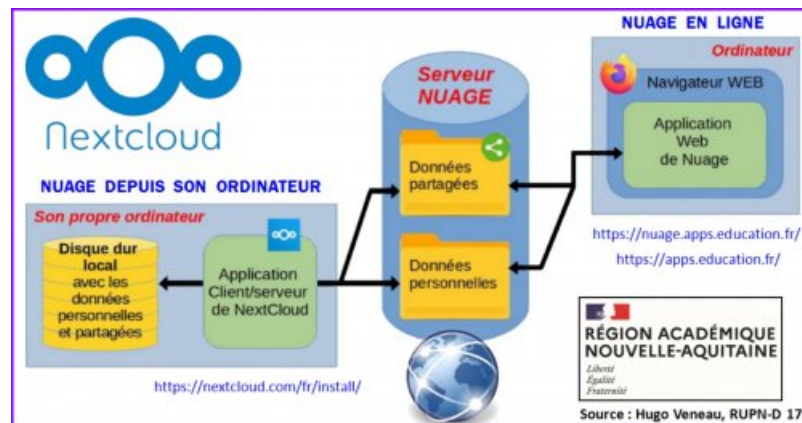 Nextcloud
NUAGE DEPUIS SON ORDINATEUR
Son propre ordinateur
Disque dur
local
avec les
données
personnelles
et partagées
Application
Client/serveur
de NextCloud
https://nextcloud.com/fr/install/
Serveur
NUAGE
Données
partagées
Données
personnelles
NUAGE EN LIGNE
Ordinateur
Navigateur WEB
Application
Web
de Nuage
https://nuage.apps.education.fr/
https://apps.education.fr/
RÉGION ACADÉMIQUE
NOUVELLE-AQUITAINE
Liberté
Égalité
Fraternité
Source : Hugo Veneau, RUPN-D 17